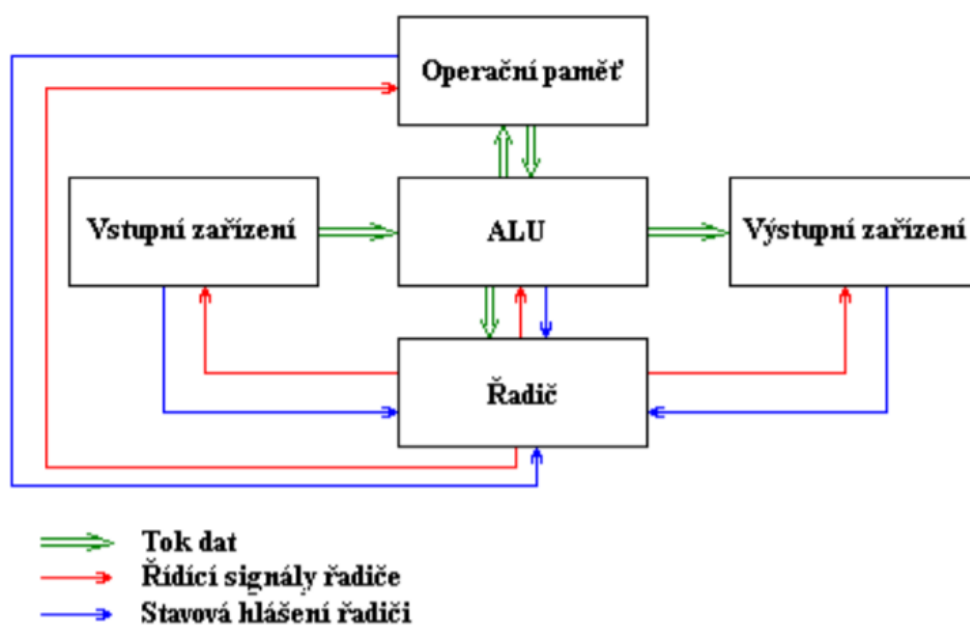 Operační paměť
Vstupní zařízení
ALU
Výstupní zařízení
Řadič
Tok dat
Řídící signály řadiče
Stavová hlášení řadiči